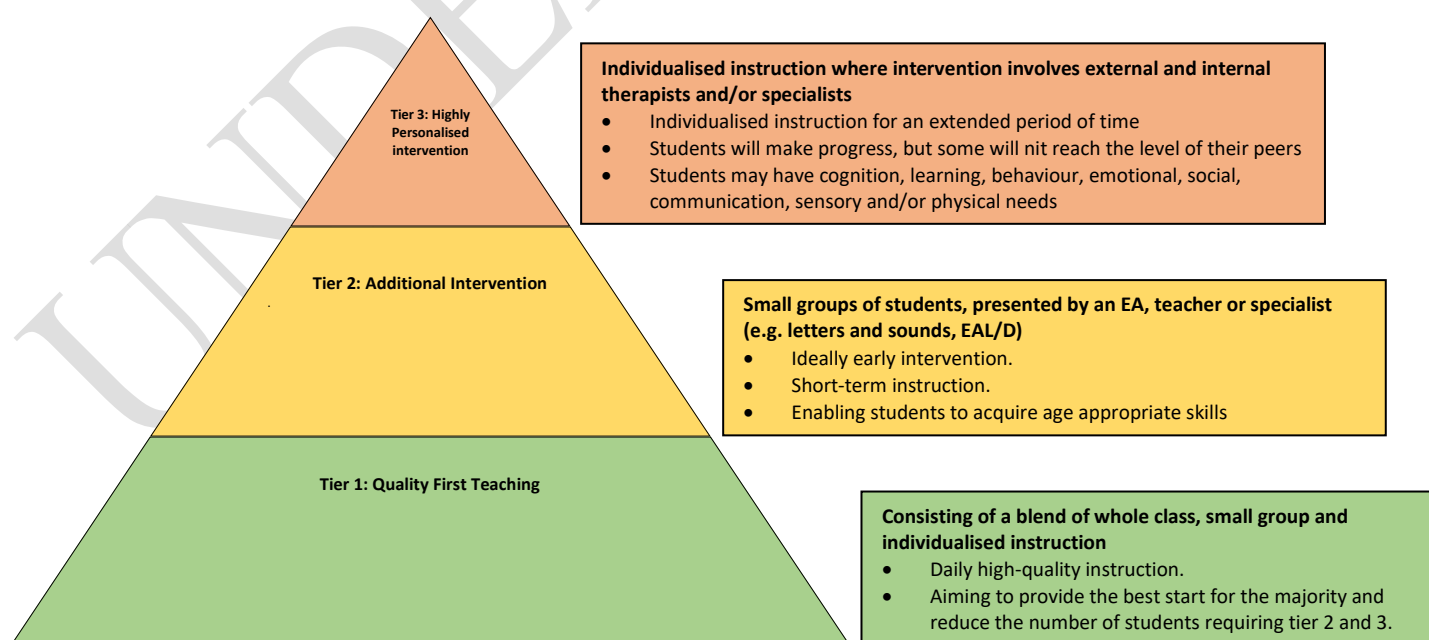 UNDE
Tier 3: Highly
Personalised
intervention
Individualised instruction where intervention involves external and internal
therapists and/or specialists
• Individualised instruction for an extended period of time
• Students will make progress, but some will nit reach the level of their peers
• Students may have cognition, learning, behaviour, emotional, social,
communication, sensory and/or physical needs
Tier 2: Additional Intervention
.
Small groups of students, presented by an EA, teacher or specialist
(e.g. letters and sounds, EAL/D)
• Ideally early intervention.
• Short-term instruction.
• Enabling students to acquire age appropriate skills
Tier 1: Quality First Teaching
Consisting of a blend of whole class, small group and
individualised instruction
• Daily high-quality instruction.
• Aiming to provide the best start for the majority and
reduce the number of students requiring tier 2 and 3.